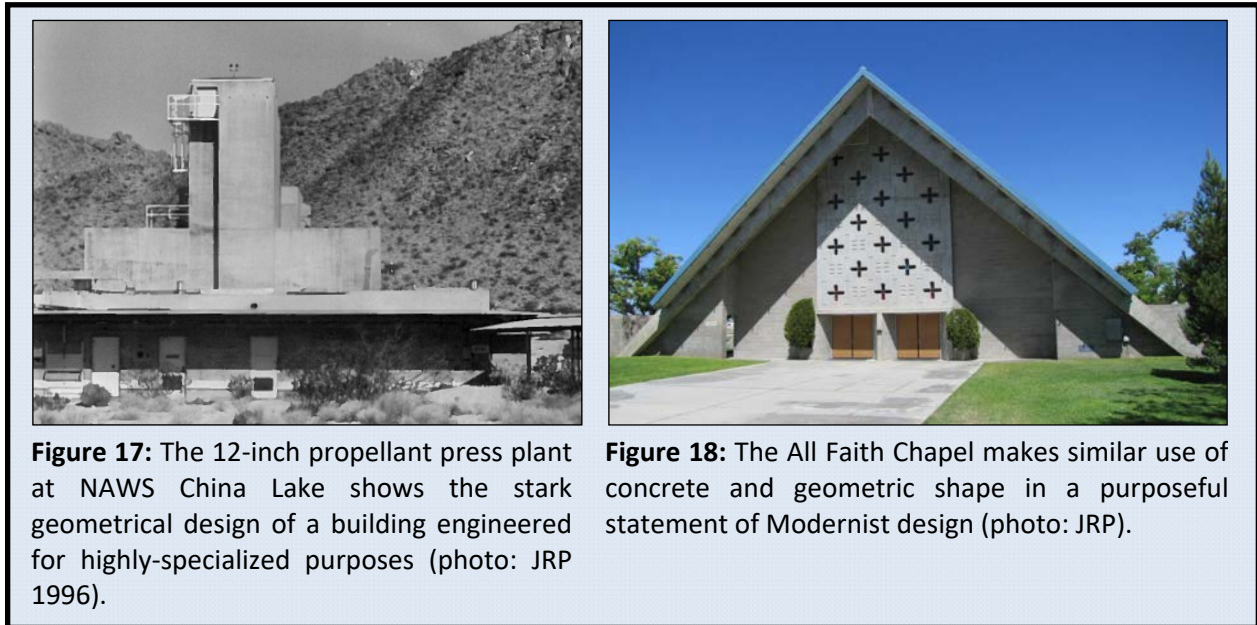 Figure 17: The 12-inch propellant press plant
at NAWS China Lake shows the stark
geometrical design of a building engineered
for highly-specialized purposes (photo: JRP
1996).
Figure 18: The All Faith Chapel makes similar use of
concrete and geometric shape in a purposeful
statement of Modernist design (photo: JRP).